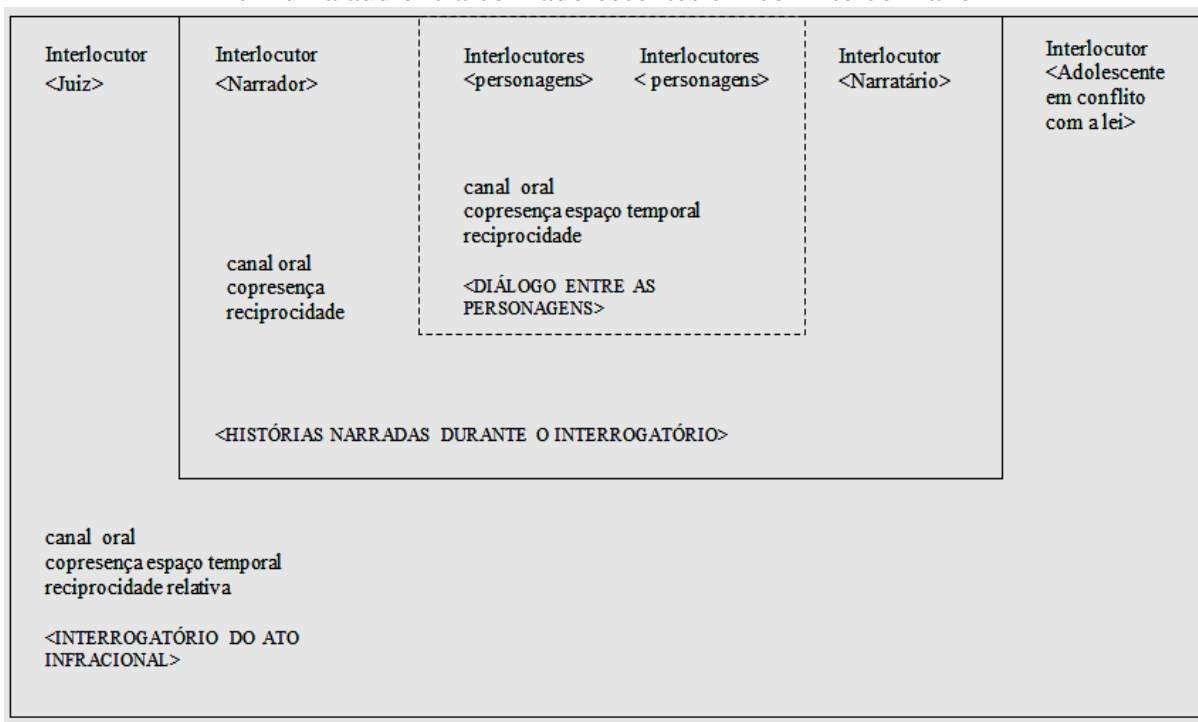 Interlocutor
<Juiz>
Interlocutor
<Narrador>
Interlocutores
<personagens>
Interlocutores
< personagens>
Interlocutor
<Narratário>
Interlocutor
<Adolescente
em conflito
com a lei>
canal oral
copresença espaço temporal
reciprocidade
<DIÁLOGO ENTRE AS
PERSONAGENS>
canal oral
copresença
reciprocidade
<HISTÓRIAS NARRADAS DURANTE O INTERROGATÓRIO>
canal oral
copresença espaço temporal
reciprocidade relativa
<INTERROGATÓRIO DO ATO
INFRACIONAL>